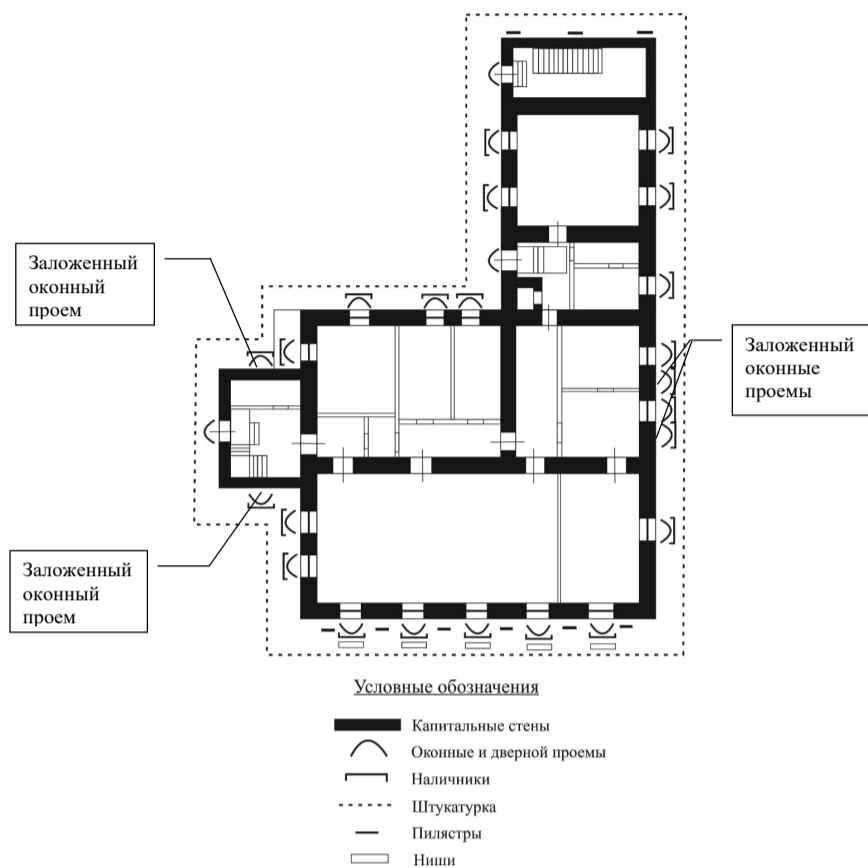 Заложенный
оконный
проем
Заложенный
оконные
проемы
Заложенный
оконный
проем
Условные обозначения
Капитальные стены
Оконные и дверной проемы
Наличники
Штукатурка
Пилястры
Ниши